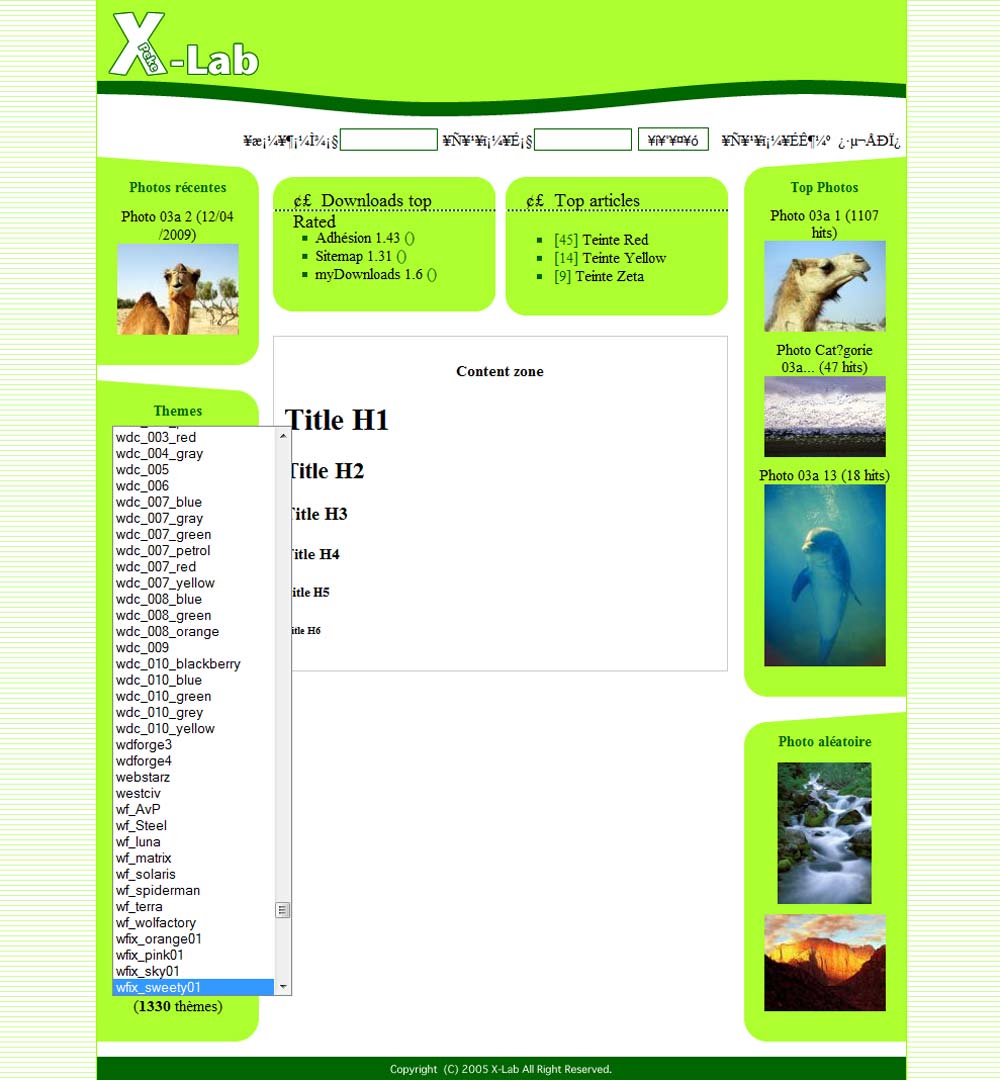 X Peke -Lab
¥æ¡¼¥¶¡¼Ì¾¡§ ¥Ñ¥¹¥ï¡¼¥É¡§ ¥í¥°¥¤¥ó ¥Ñ¥¹¥ï¡¼¥ÉÉ¶¼º ¿·µ¬ÅÐÏ¿
Photos récentes
Photo 03a 2 (12/04
/2009)
Themes
wdc_003_red
wdc_004_gray
wdc_005
wdc_006
wdc_007_blue
wdc_007_gray
wdc_007_green
wdc_007_petrol
wdc_007_red
wdc_007_yellow
wdc_008_blue
wdc_008_green
wdc_008_orange
wdc_009
wdc_010_blackberry
wdc_010_blue
wdc_010_green
wdc_010_grey
wdc_010_yellow
wdforge3
wdforge4
webstarz
westciv
wf_AvP
wf_Steel
wf_luna
wf_matrix
wf_solaris
wf_spiderman
wf_terra
wf_wolfactory
wfix_orange01
wfix_pink01
wfix_sky01
wfix_sweety01
(1330 thèmes)
¢£ Downloads top
Rated
Adhésion 1.43 ()
Sitemap 1.31 ()
myDownloads 1.6 ()
¢£ Top articles
[45] Teinte Red
[14] Teinte Yellow
[9] Teinte Zeta
Content zone
Title H1
Title H2
Title H3
Title H4
Title H5
Title H6
Top Photos
Photo 03a 1 (1107
hits)
Photo Cat?gorie
03a... (47 hits)
Photo 03a 13 (18 hits)
Photo aléatoire
Copyright (C) 2005 X-Lab All Right Reserved.